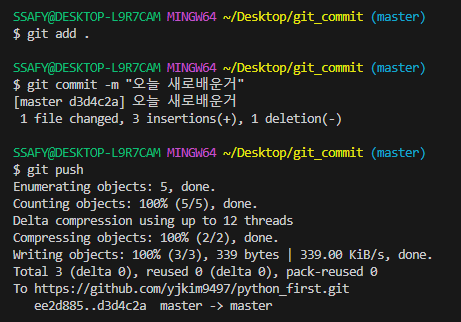 SSAFY@DESKTOP-L9R7CAM MINGW64 ~/Desktop/git_commit (master)
$ git add .
SSAFY@DESKTOP-L9R7CAM MINGW64 ~/Desktop/git_commit (master)
$ git commit -m "오늘 새로배운거"
[master d3d4c2a] 오늘 새로배운거
 1 file changed, 3 insertions(+), 1 deletion(-)
SSAFY@DESKTOP-L9R7CAM MINGW64 ~/Desktop/git_commit (master)
$ git push
Enumerating objects: 5, done.
Counting objects: 100% (5/5), done.
Delta compression using up to 12 threads
Compressing objects: 100% (2/2), done.
Writing objects: 100% (3/3), 339 bytes | 339.00 KiB/s, done.
Total 3 (delta 0), reused 0 (delta 0), pack-reused 0
To https://github.com/yjkim9497/python_first.git
   ee2d885..d3d4c2a  master -> master